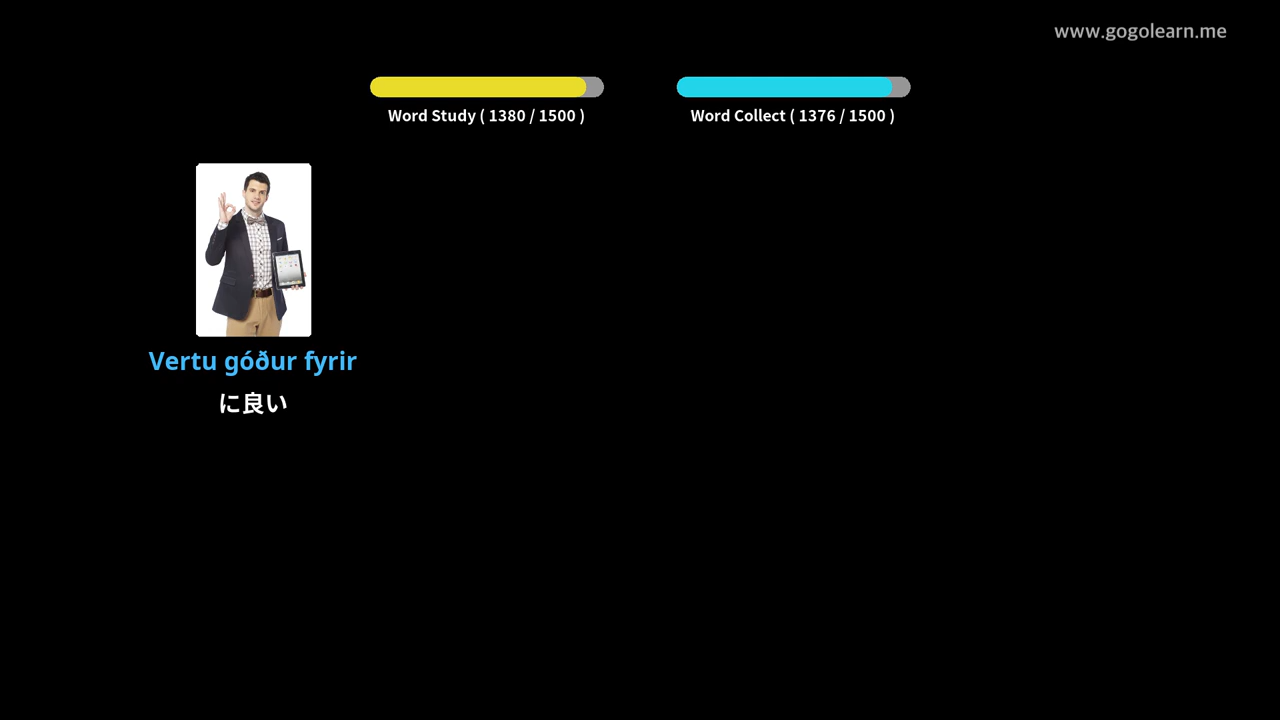 www.gogolearn.me
Word Study ( 1380 / 1500 )
Word Collect ( 1376 / 1500 )
Vertu góður fyrir
に良い